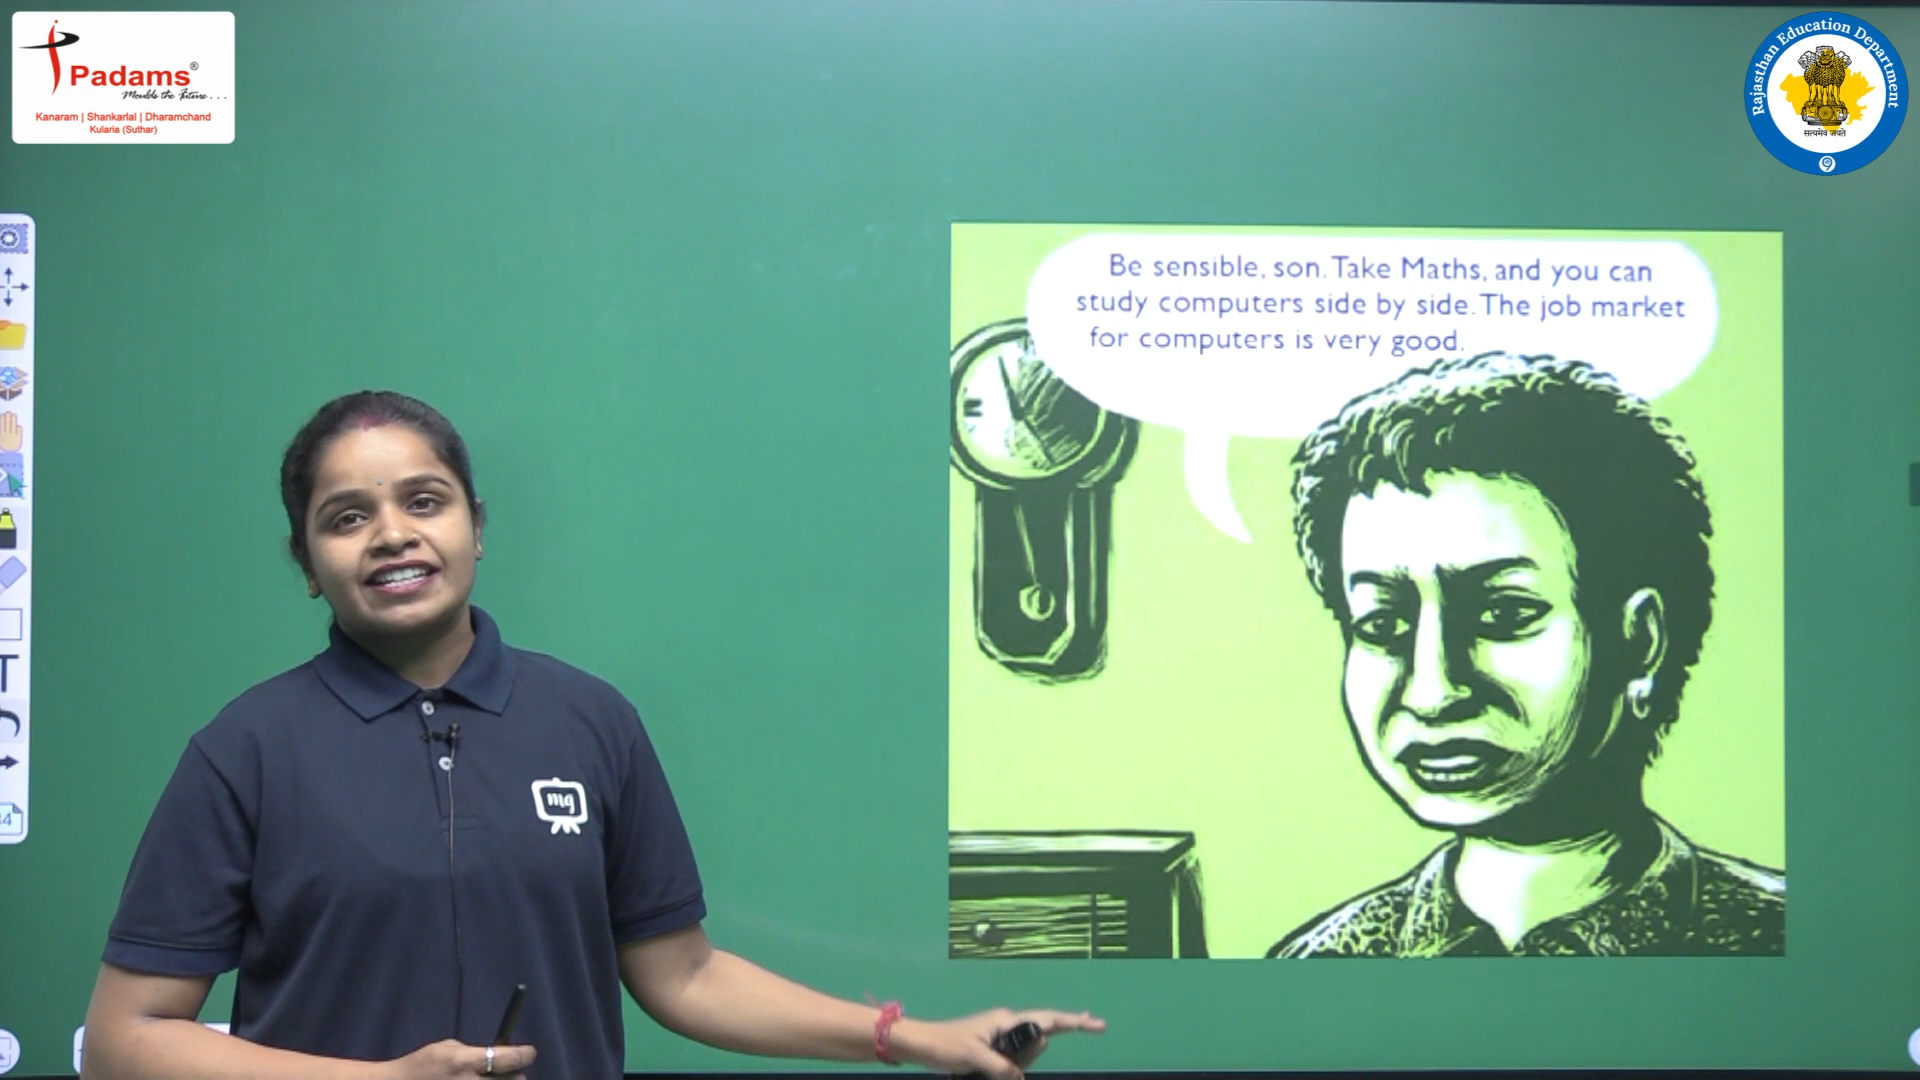 Padams®
Moulds the Future...
Kanaram | Shankarlal | Dharamchand
Kularia (Suthar)
Rajasthan Education Department
सत्यमेव जयते
Be sensible, son. Take Maths, and you can
study computers side by side. The job market
for computers is very good.
mg
T